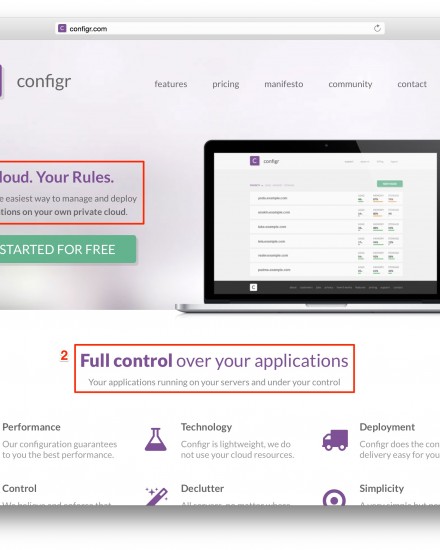 configr.com
configr
features pricing manifesto community contact
loud. Your Rules.
e easiest way to manage and deploy
tions on your own private cloud.
STARTED FOR FREE
configr
2
Full control over your applications
Your applications running on your servers and under your control
Performance
Our configuration guarantees
to you the best performance.
Technology
Configr is lightweight, we do
not use your cloud resources.
Deployment
Configr does the con
delivery easy for you
Control
We believe and enforce that
Declutter
All servers, no matter where
Simplicity
A very simple but po